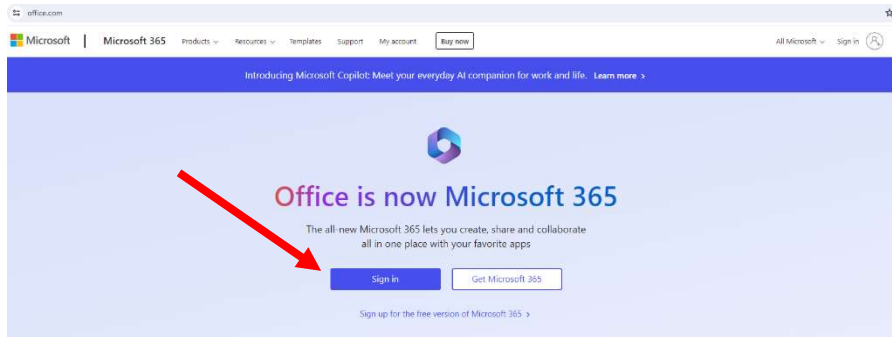 office.com
Microsoft | Microsoft 365 Products Resources Templates Support My account Buy now All Microsoft Sign in
Introducing Microsoft Copilot: Meet your everyday AI companion for work and life. Learn more >
Office is now Microsoft 365
The all-new Microsoft 365 lets you create, share and collaborate
all in one place with your favorite apps
Sign in Get Microsoft 365
Sign up for the free version of Microsoft 365 >